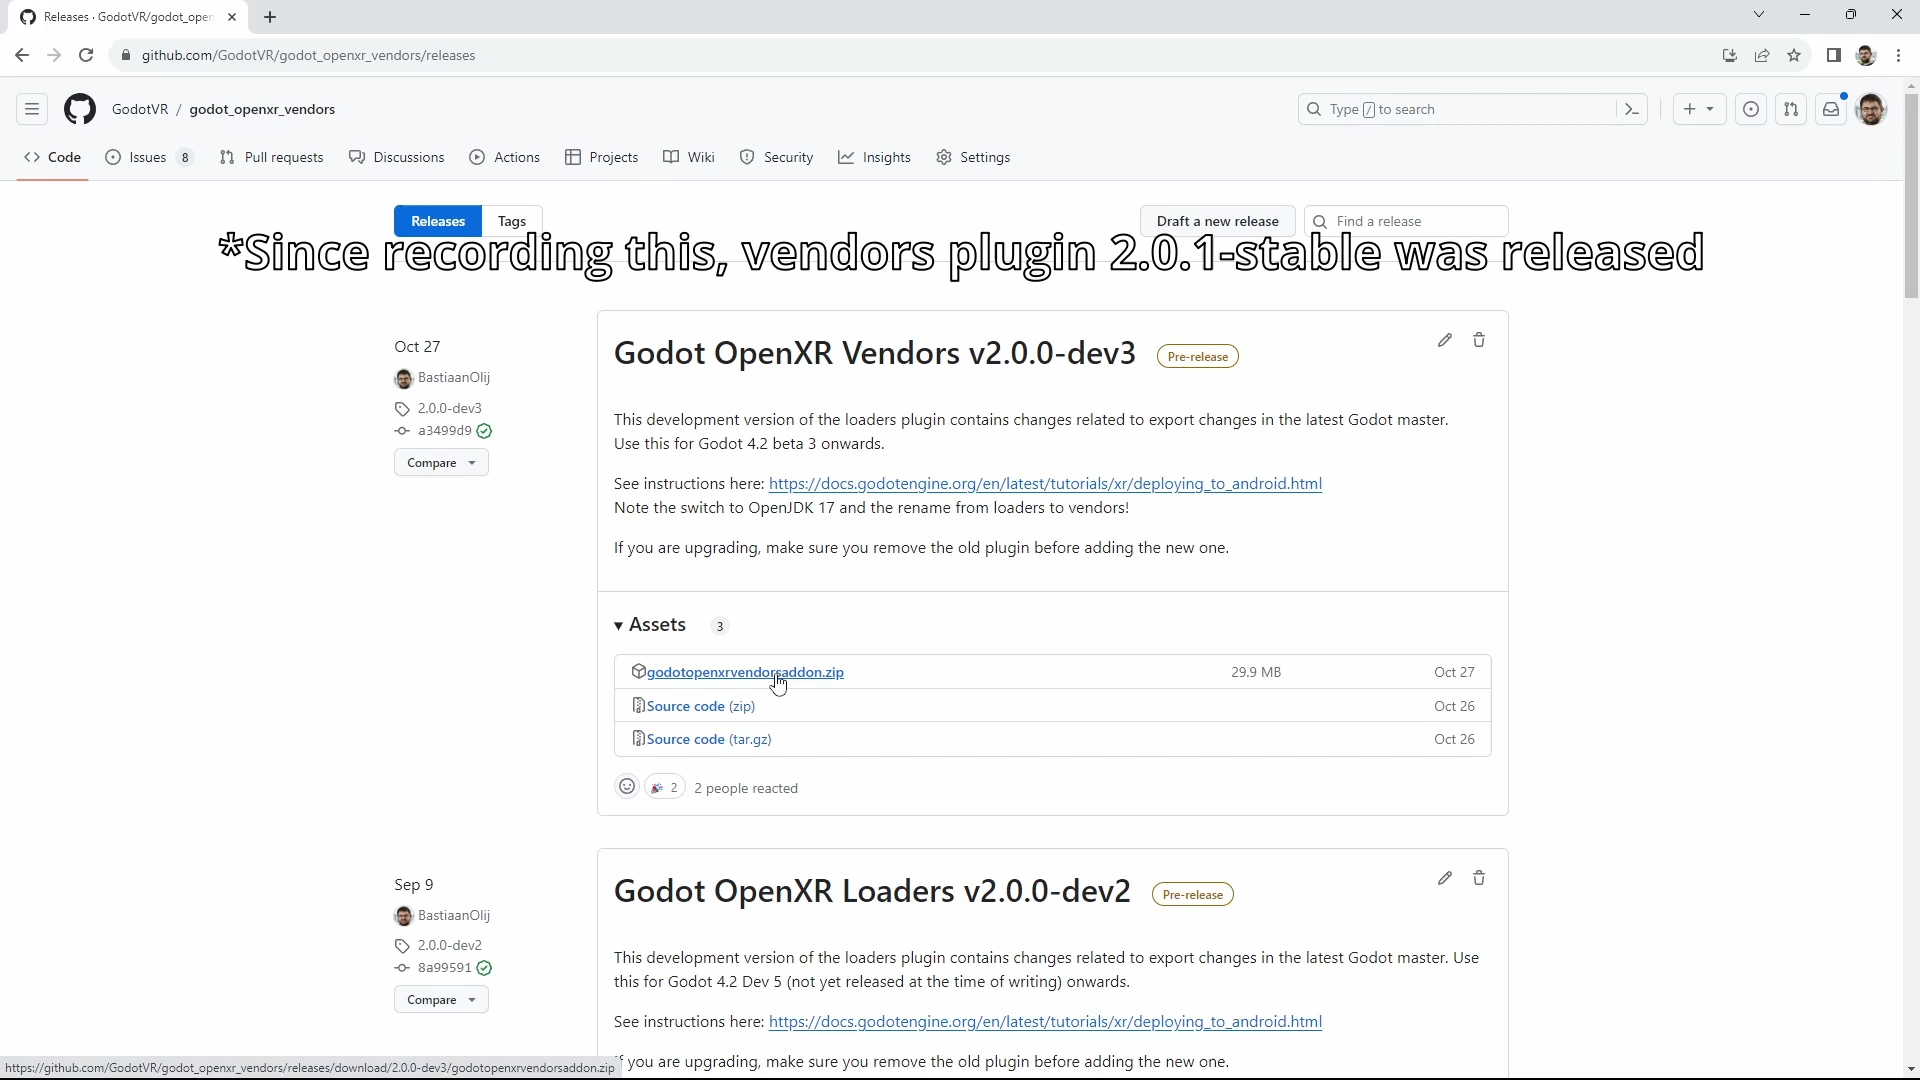 Releases · GodotVR/godot_open
github.com/GodotVR/godot_openxr_vendors/releases
GodotVR / godot_openxr_vendors
Type / to search
Code
Issues 8
Pull requests
Discussions
Actions
Projects
Wiki
Security
Insights
Settings
Releases
Tags
Draft a new release
Find a release
*Since recording this, vendors plugin 2.0.1-stable was released
Oct 27
BastiaanOlij
2.0.0-dev3
a3499d9
Compare
Godot OpenXR Vendors v2.0.0-dev3 Pre-release
This development version of the loaders plugin contains changes related to export changes in the latest Godot master.
Use this for Godot 4.2 beta 3 onwards.
See instructions here: https://docs.godotengine.org/en/latest/tutorials/xr/deploying_to_android.html
Note the switch to OpenJDK 17 and the rename from loaders to vendors!
If you are upgrading, make sure you remove the old plugin before adding the new one.
Assets 3
godotopenxrvendorsaddon.zip 29.9 MB Oct 27
Source code (zip) Oct 26
Source code (tar.gz) Oct 26
2 2 people reacted
Sep 9
BastiaanOlij
2.0.0-dev2
8a99591
Compare
Godot OpenXR Loaders v2.0.0-dev2 Pre-release
This development version of the loaders plugin contains changes related to export changes in the latest Godot master. Use
this for Godot 4.2 Dev 5 (not yet released at the time of writing) onwards.
See instructions here: https://docs.godotengine.org/en/latest/tutorials/xr/deploying_to_android.html
If you are upgrading, make sure you remove the old plugin before adding the new one.
https://github.com/GodotVR/godot_openxr_vendors/releases/download/2.0.0-dev3/godotopenxrvendorsaddon.zip